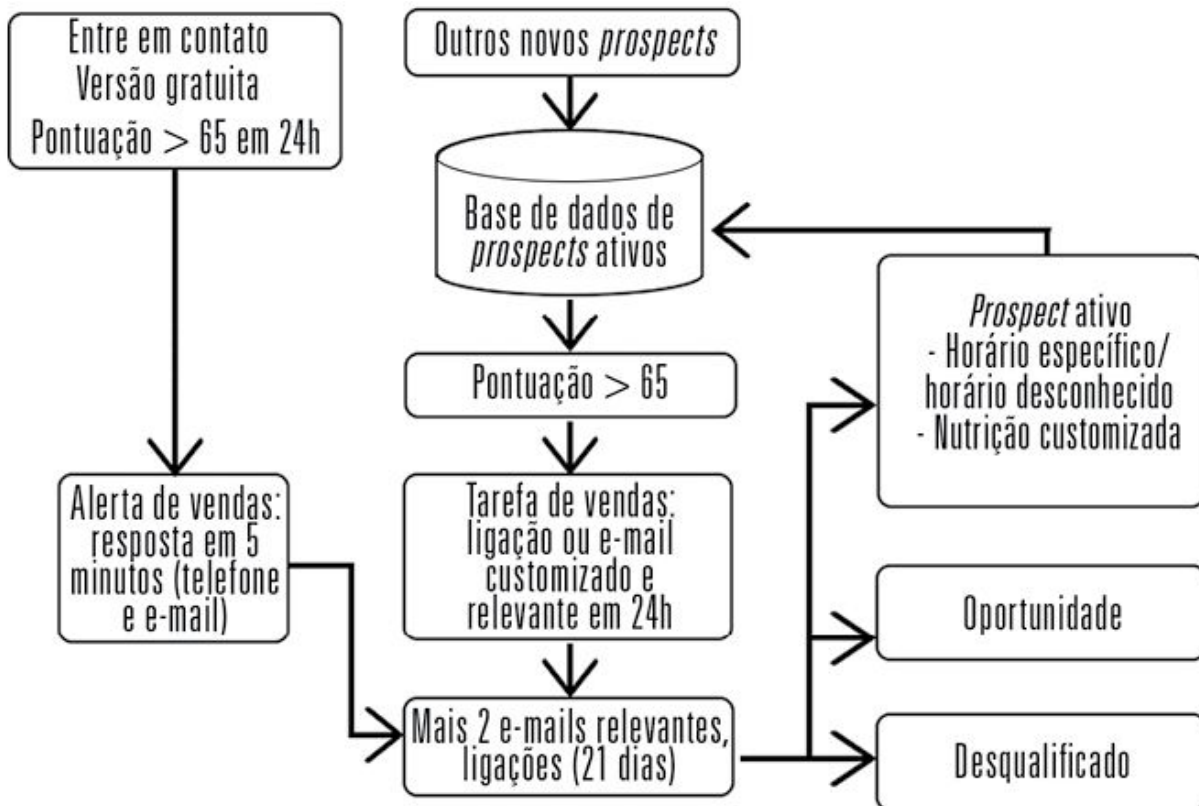 Entre em contato
Versão gratuita
Pontuação > 65 em 24h
Outros novos prospects
Base de dados de
prospects ativos
Pontuação > 65
Prospect ativo
- Horário específico/
horário desconhecido
- Nutrição customizada
Alerta de vendas:
resposta em 5
minutos (telefone
e e-mail)
Tarefa de vendas:
ligação ou e-mail
customizado e
relevante em 24h
Oportunidade
Mais 2 e-mails relevantes,
ligações (21 dias)
Desqualificado